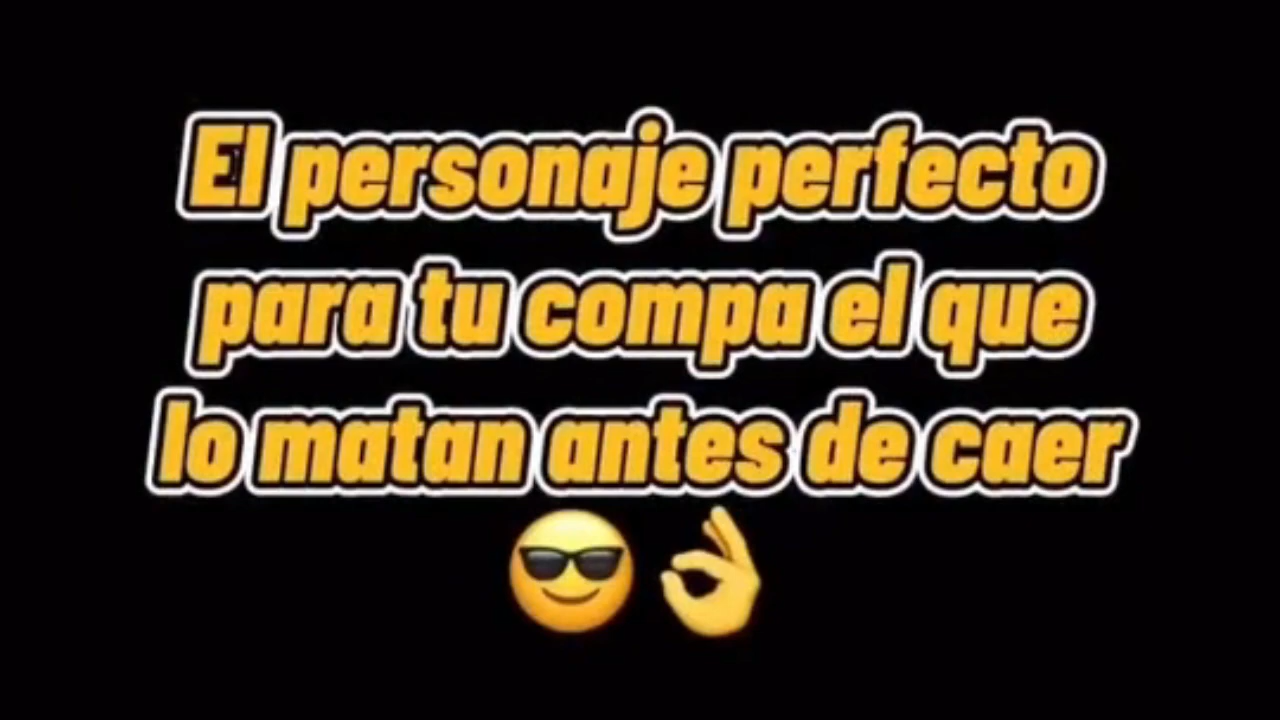 El personaje perfecto
para tu compa el que
lo matan antes de caer
😎👌